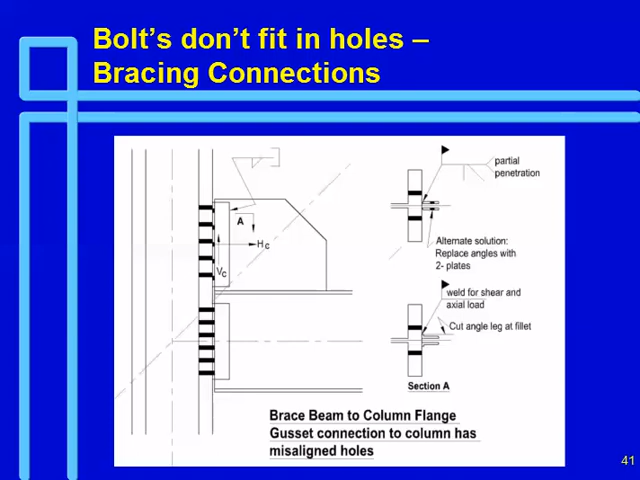 Bolt's don't fit in holes –
Bracing Connections
A
Hc
Vc
partial
penetration
Alternate solution:
Replace angles with
2- plates
weld for shear and
axial load
Cut angle leg at fillet
Section A
Brace Beam to Column Flange
Gusset connection to column has
misaligned holes
41